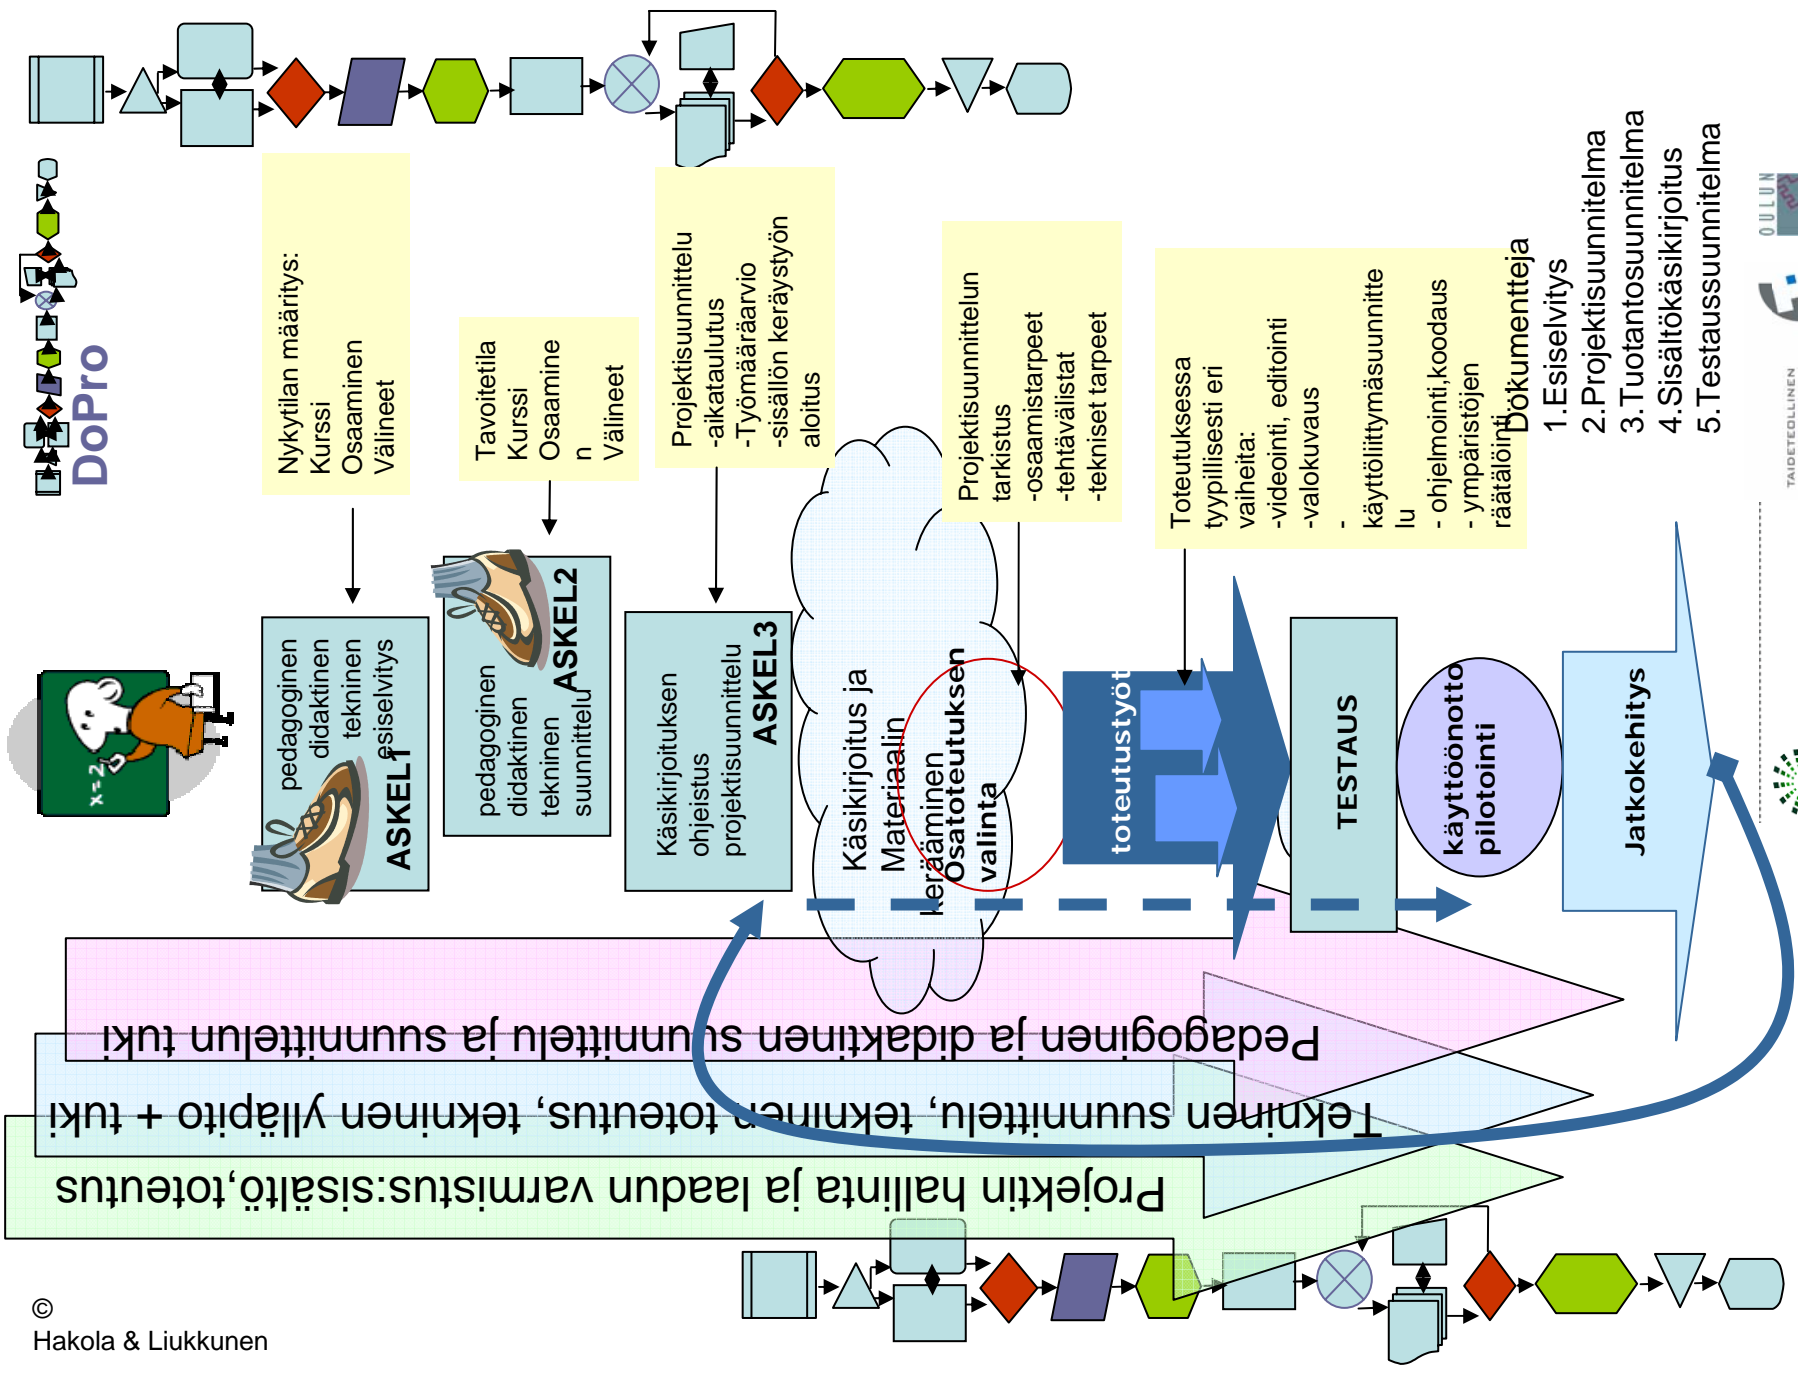 DoPro
x = 2
Nykytilan määritys:
Kurssi
Osaaminen
Välineet
pedagoginen
didaktinen
tekninen
esiselvitys
ASKEL1
Tavoitetila
Kurssi
Osaamine
n
Välineet
pedagoginen
didaktinen
tekninen
suunnittelu
ASKEL2
Projektisuunnittelu
-aikataulutus
-Työmääräarvio
-sisällön keräystyön
aloitus
Käsikirjoituksen
ohjeistus
projektisuunnittelu
ASKEL3
Käsikirjoitus ja
Materiaalin
kerääminen
Osatoteutuksen
valinta
Projektisuunnittelun
tarkistus
-osaamistarpeet
-tehtävälistat
-tekniset tarpeet
toteutustyöt
Toteutuksessa
tyypillisesti eri
vaiheita:
-videointi, editointi
-valokuvaus
-
käyttöliittymäsuunnitte
lu
- ohjelmointi,koodaus
- ympäristöjen
räätälöinti
TESTAUS
käyttöönotto
pilotointi
Jatkokehitys
Dokumentteja
1.Esiselvitys
2.Projektisuunnitelma
3.Tuotantosuunnitelma
4.Sisältökäsikirjoitus
5.Testaussuunnitelma
OULUN
TAIDETEOLLINEN
Pedagoginen ja didaktinen suunnittelu ja suunnittelun tuki
Tekninen suunnittelu, tekninen toteutus, tekninen ylläpito + tuki
Projektin hallinta ja laadun varmistus:sisältö,toteutus
©
Hakola & Liukkunen